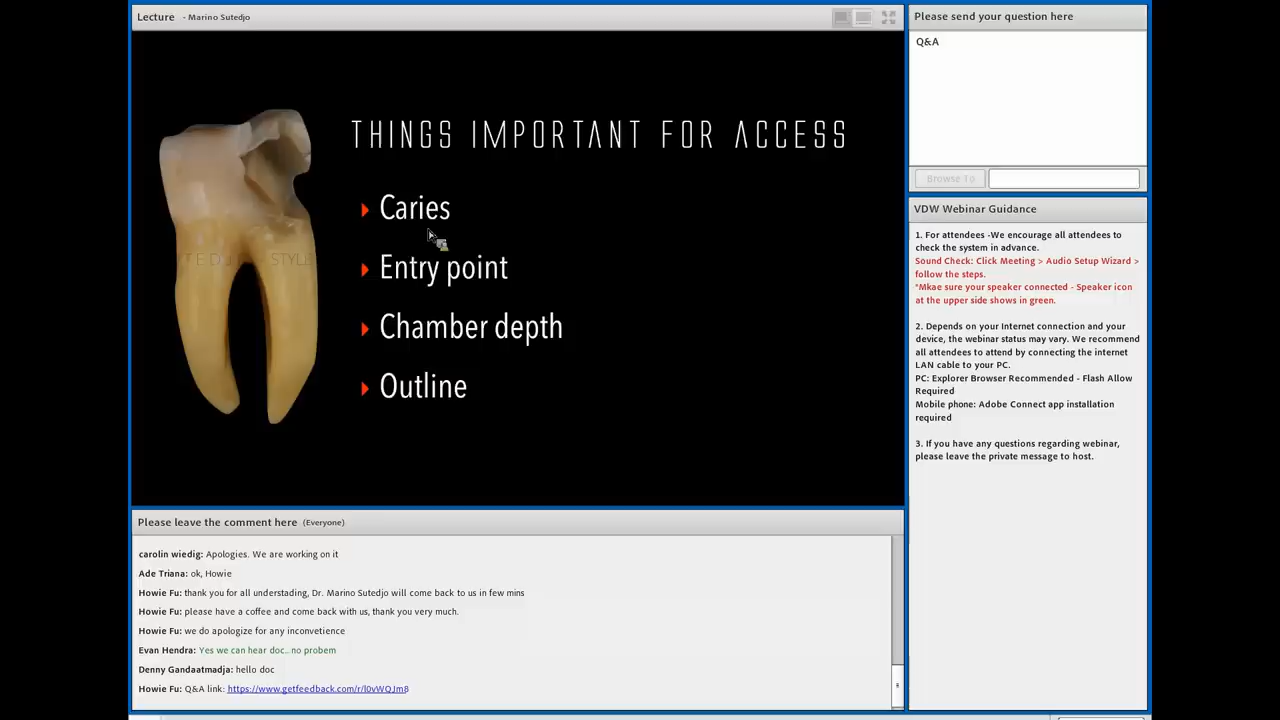 Lecture - Marino Sutedjo
THINGS IMPORTANT FOR ACCESS
Caries
Entry point
Chamber depth
Outline
STYLE
Please leave the comment here (Everyone)
carolin wiedig: Apologies. We are working on it
Ade Triana: ok, Howie
Howie Fu: thank you for all understading, Dr. Marino Sutedjo will come back to us in few mins
Howie Fu: please have a coffee and come back with us, thank you very much.
Howie Fu: we do apologize for any inconvetience
Evan Hendra: Yes we can hear doc...no probem
Denny Gandaatmadja: hello doc
Howie Fu: Q&A link: https://www.getfeedback.com/r/l0vWQJm8
Please send your question here
Q&A
Browse To
VDW Webinar Guidance
1. For attendees -We encourage all attendees to
check the system in advance.
Sound Check: Click Meeting > Audio Setup Wizard >
follow the steps.
*Mkae sure your speaker connected - Speaker icon
at the upper side shows in green.
2. Depends on your Internet connection and your
device, the webinar status may vary. We recommend
all attendees to attend by connecting the internet
LAN cable to your PC.
PC: Explorer Browser Recommended - Flash Allow
Required
Mobile phone: Adobe Connect app installation
required
3. If you have any questions regarding webinar,
please leave the private message to host.